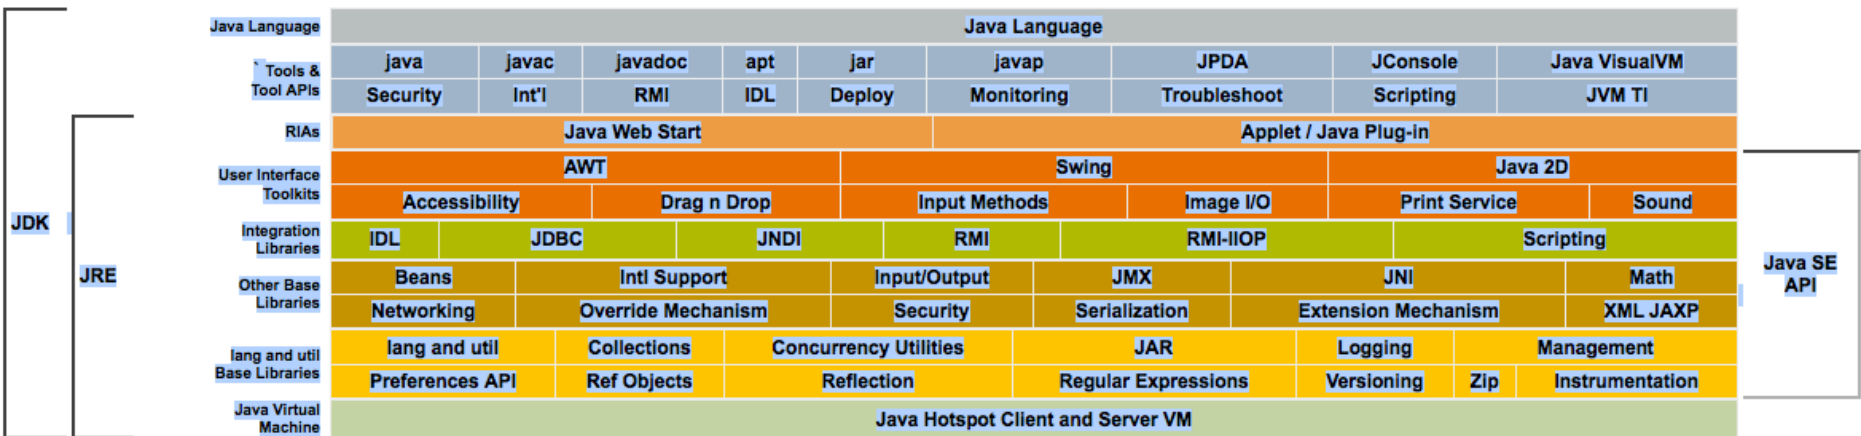 Java Language Java Language
java javac javadoc apt jar javap JPDA JConsole Java VisualVM
` Tools &
Tool APIs
Security Int'l RMI IDL Deploy Monitoring Troubleshoot Scripting JVM TI
RIAs Java Web Start Applet / Java Plug-in
AWT Swing Java 2D
User Interface
Toolkits
Accessibility Drag n Drop Input Methods Image I/O Print Service Sound
JDK
Integration
Libraries
IDL JDBC JNDI RMI RMI-IIOP Scripting
JRE
Java SE
API
Beans Intl Support Input/Output JMX JNI Math
Other Base
Libraries
Networking Override Mechanism Security Serialization Extension Mechanism XML JAXP
lang and util Collections Concurrency Utilities JAR Logging Management
lang and util
Base Libraries
Preferences API Ref Objects Reflection Regular Expressions Versioning Zip Instrumentation
Java Virtual
Machine
Java Hotspot Client and Server VM